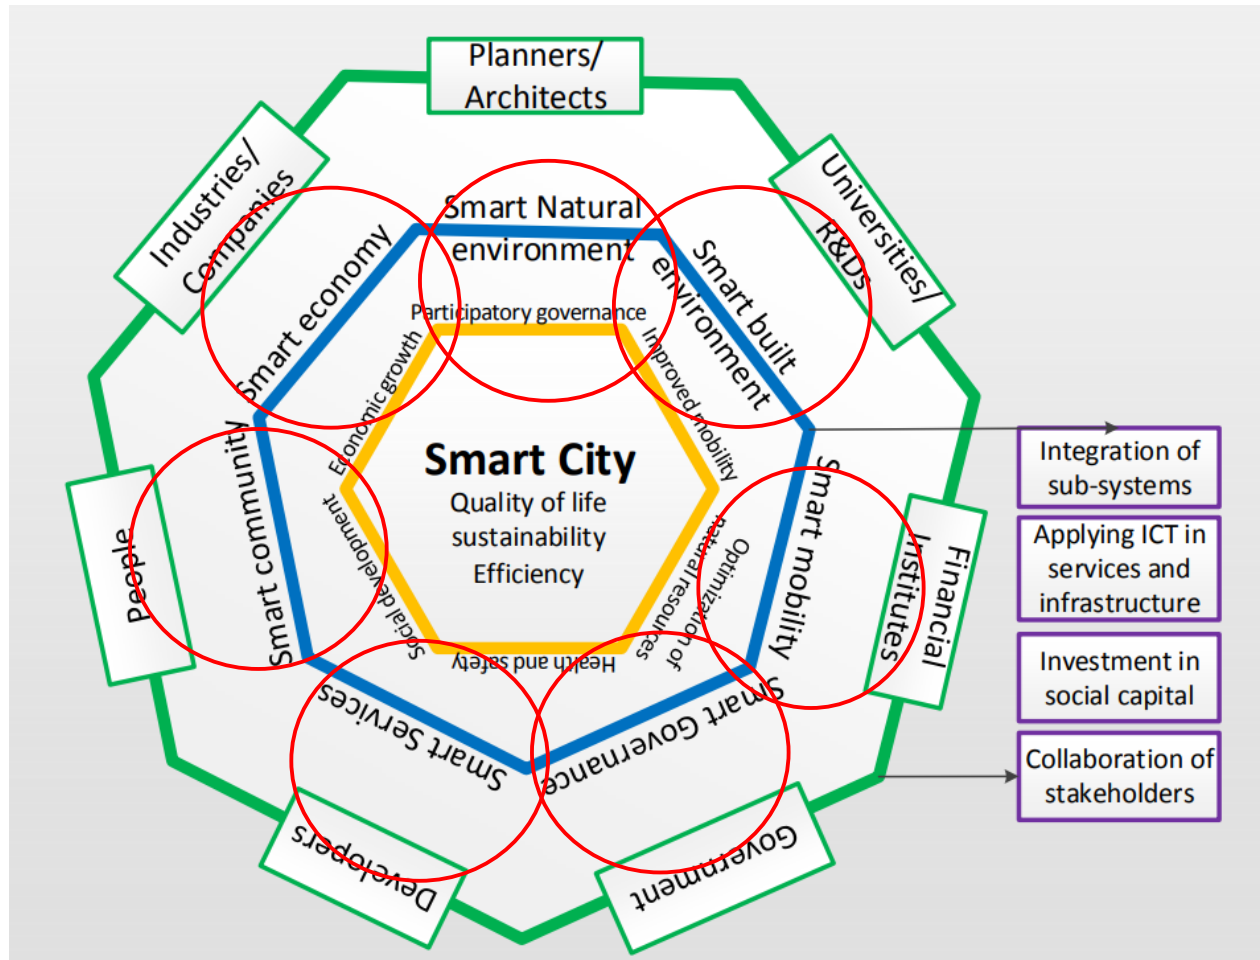 Planners/
Architects
Industries/
Companies
Universities/
R&Ds
Smart Natural
environment
Smart economy
Smart built
environment
Participatory governance
Economic growth
Improved mobility
Smart City
Quality of life
sustainability
Efficiency
Integration of
sub-systems
Applying ICT in
services and
infrastructure
Investment in
social capital
Collaboration of
stakeholders
People
Smart community
Social development
Optimization of
natural resources
Smart mobility
Financial
Institutes
Health and safety
Smart Services
Smart Governance
Developers
Government